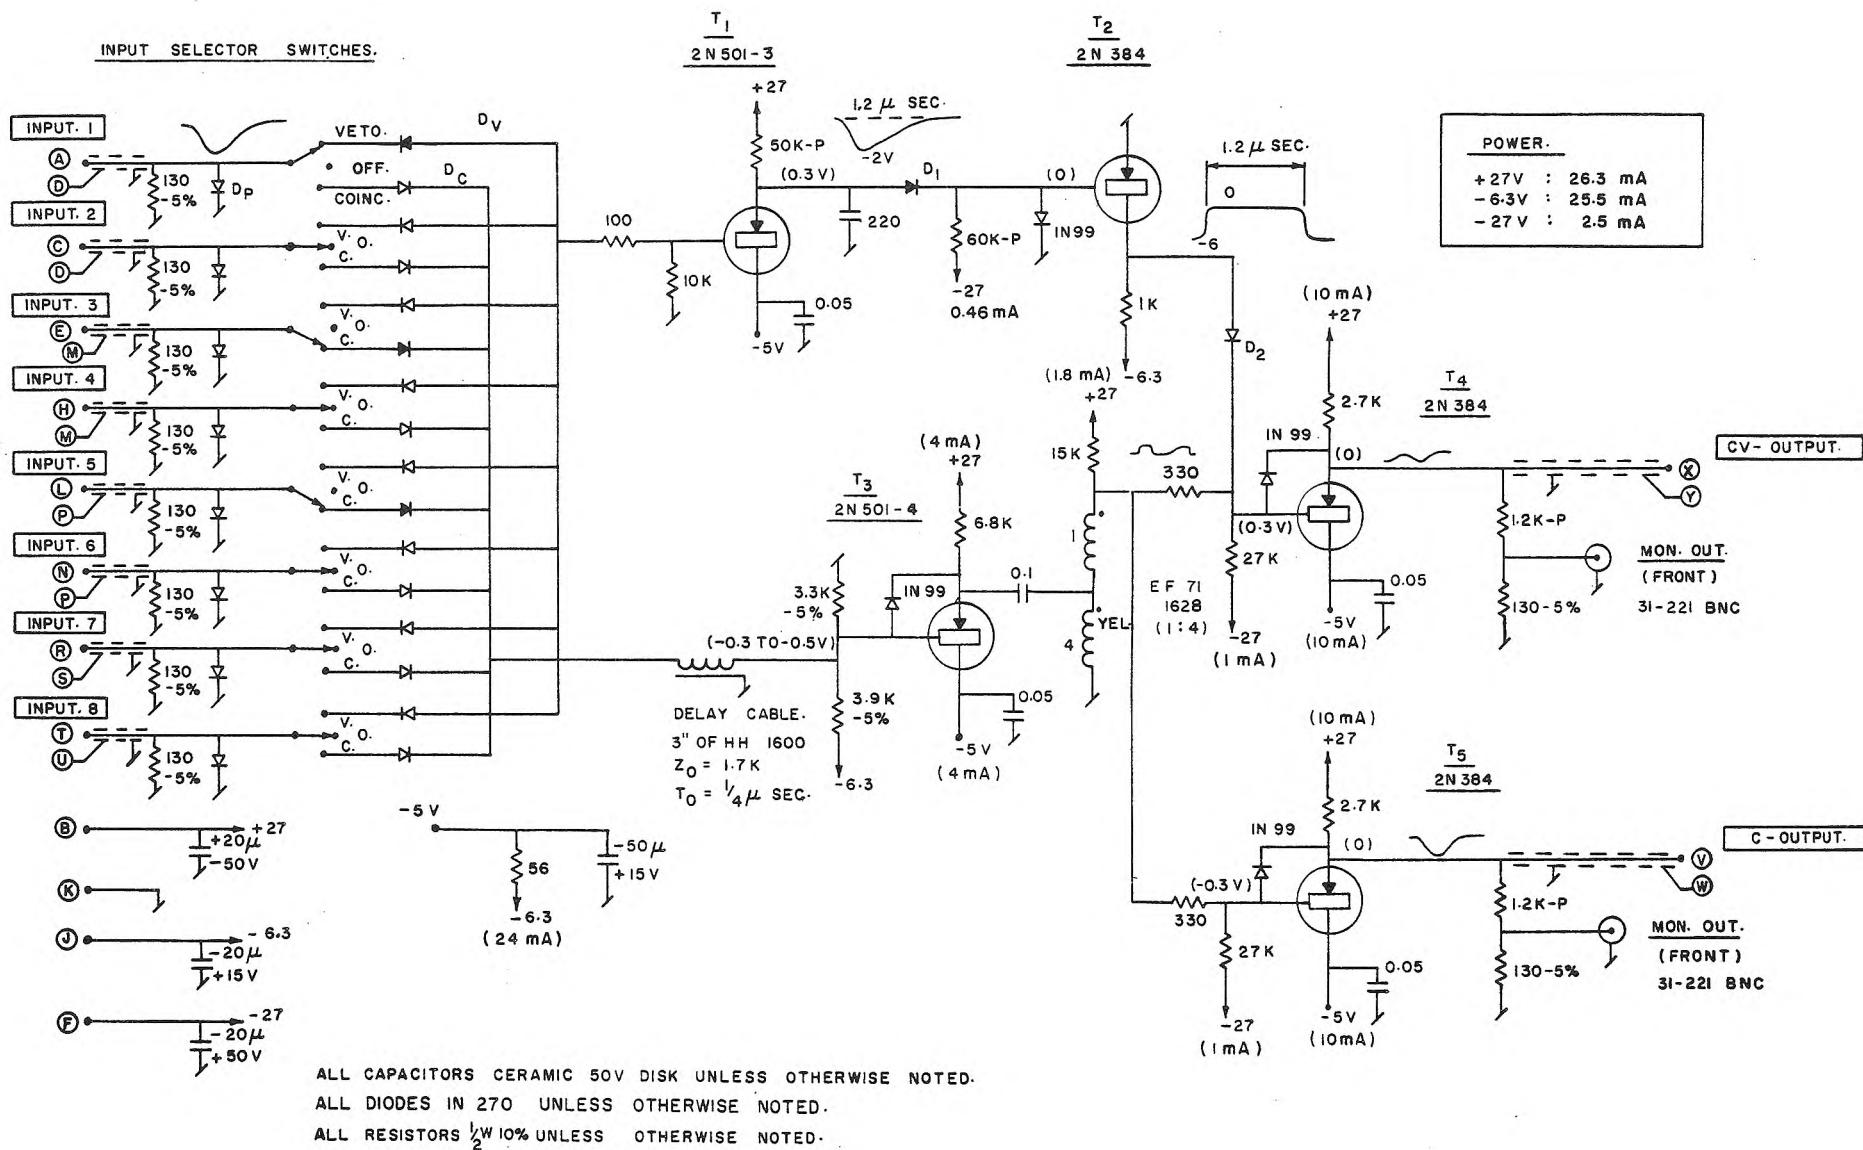 INPUT SELECTOR SWITCHES.
T1
2N 501-3
T2
2N 384
+27
50K-P
(0.3V)
1.2 μ SEC.
-2V
D1
(0)
220
60K-P
-27
0.46 mA
IN99
1.2 μ SEC.
0
-6
1K
-6.3
D2
POWER.
+27V : 26.3 mA
-6.3V : 25.5 mA
-27V : 2.5 mA
INPUT. 1
A
D
130
-5%
DP
VETO.
OFF.
COINC.
DV
DC
INPUT. 2
C
D
130
-5%
V. O.
C.
INPUT. 3
E
M
130
-5%
V. O.
C.
INPUT. 4
H
M
130
-5%
V. O.
C.
INPUT. 5
L
P
130
-5%
V. O.
C.
INPUT. 6
N
P
130
-5%
V. O.
C.
INPUT. 7
R
S
130
-5%
V. O.
C.
INPUT. 8
T
U
130
-5%
V. O.
C.
100
10K
0.05
-5V
DELAY CABLE.
3" OF HH 1600
Z0 = 1.7K
T0 = 1/4 μ SEC.
(-0.3 TO -0.5V)
3.3K
-5%
3.9K
-5%
-6.3
T3
2N 501-4
(4 mA)
+27
6.8K
IN 99
0.1
0.05
-5V
(4 mA)
(1.8 mA)
+27
15K
1
4
YEL.
EF 71
1628
(1:4)
330
(0.3V)
27K
-27
(1 mA)
IN 99.
(10 mA)
+27
2.7K
(0)
T4
2N 384
0.05
-5V
(10mA)
CV- OUTPUT.
X
Y
1.2K-P
130-5%
MON. OUT.
(FRONT)
31-221 BNC
330
(-0.3V)
27K
-27
(1 mA)
IN 99
(10 mA)
+27
2.7K
(0)
T5
2N 384
0.05
-5V
(10mA)
C- OUTPUT.
V
W
1.2K-P
130-5%
MON. OUT.
(FRONT)
31-221 BNC
B
+27
+20μ
-50V
K
J
-6.3
-20μ
+15V
F
-27
-20μ
+50V
-5V
56
-6.3
(24 mA)
-50μ
+15V
ALL CAPACITORS CERAMIC 50V DISK UNLESS OTHERWISE NOTED.
ALL DIODES IN 270 UNLESS OTHERWISE NOTED.
ALL RESISTORS 1/2W 10% UNLESS OTHERWISE NOTED.